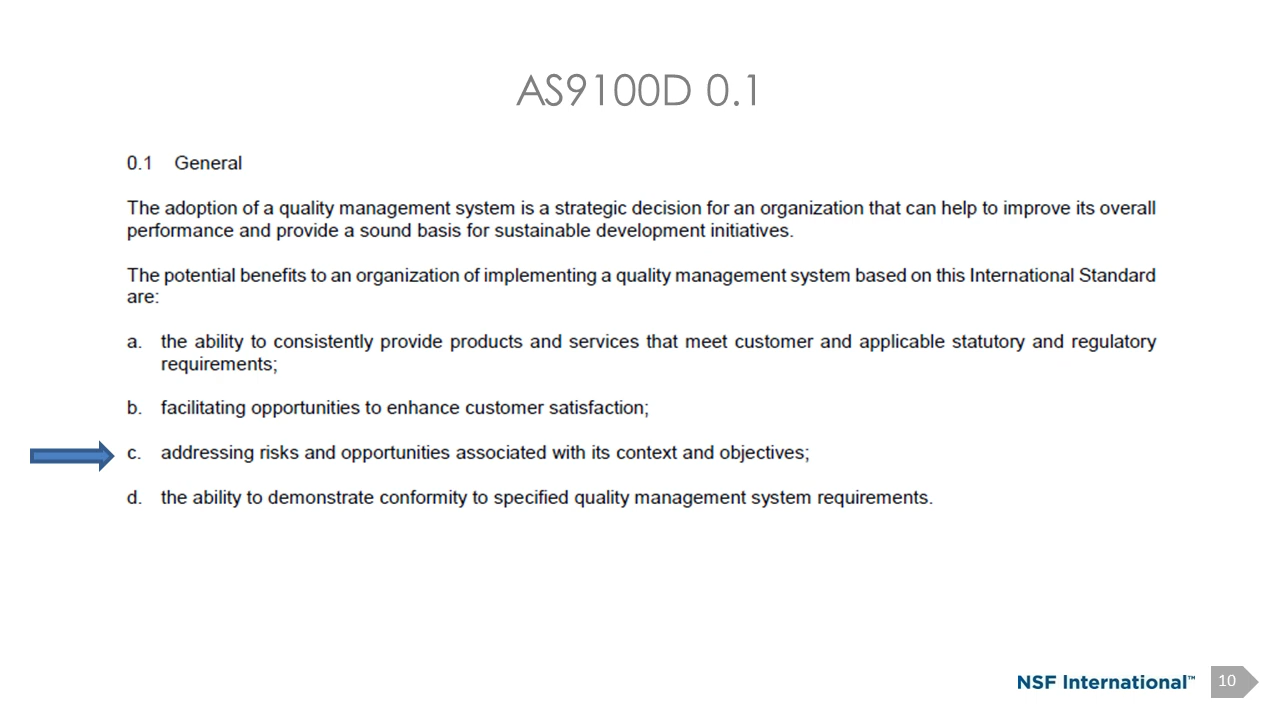 AS9100D 0.1
0.1 General
The adoption of a quality management system is a strategic decision for an organization that can help to improve its overall
performance and provide a sound basis for sustainable development initiatives.
The potential benefits to an organization of implementing a quality management system based on this International Standard
are:
a. the ability to consistently provide products and services that meet customer and applicable statutory and regulatory
requirements;
b. facilitating opportunities to enhance customer satisfaction;
c. addressing risks and opportunities associated with its context and objectives;
d. the ability to demonstrate conformity to specified quality management system requirements.
NSF International™
10